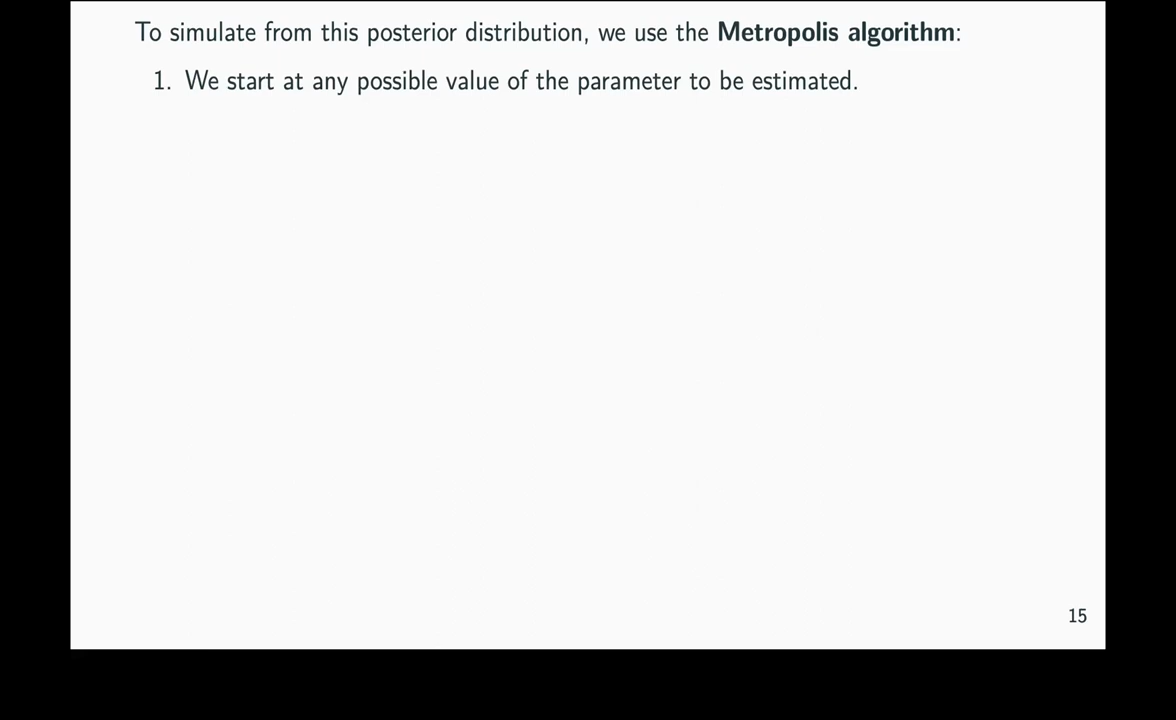 To simulate from this posterior distribution, we use the Metropolis algorithm:
1. We start at any possible value of the parameter to be estimated.
15